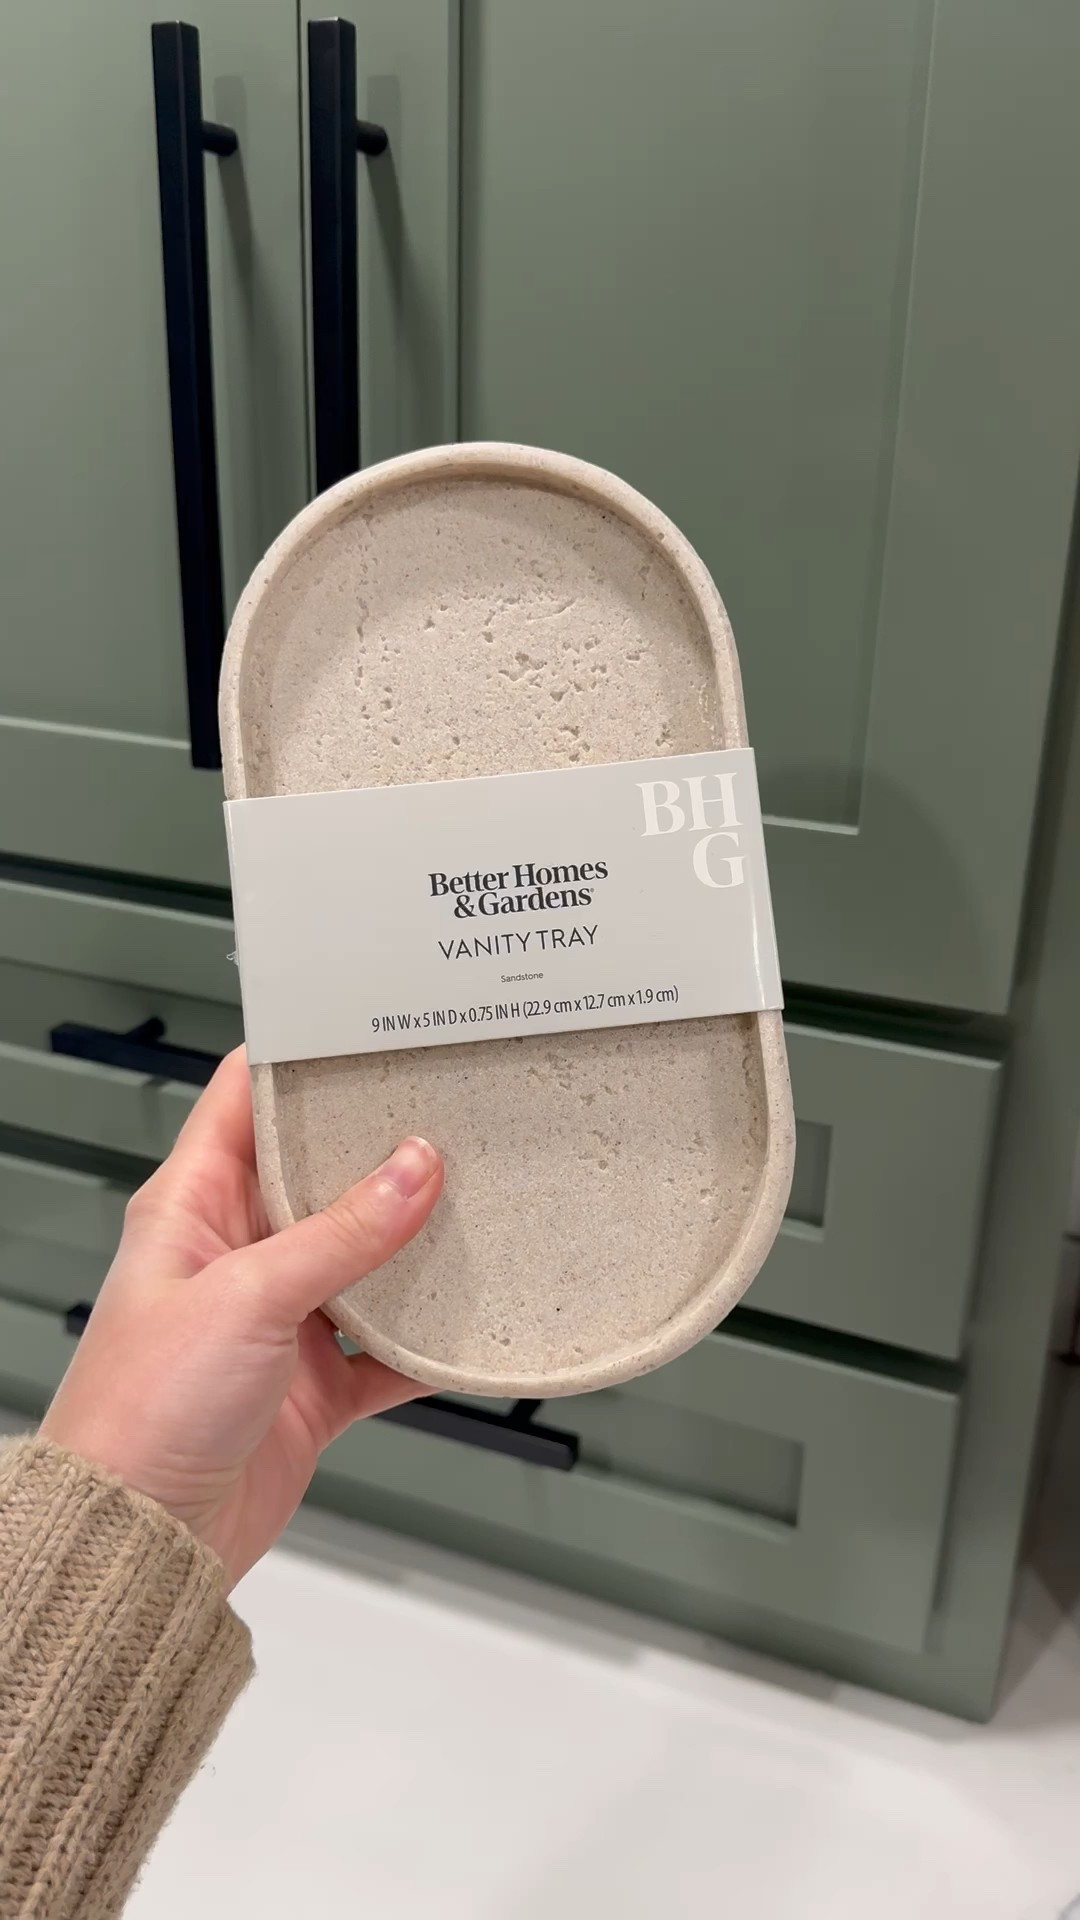 BH
G
Better Homes
& Gardens®
VANITY TRAY
Sandstone
9 IN W x 5 IN D x 0.75 IN H (22.9 cm x 12.7 cm x 1.9 cm)